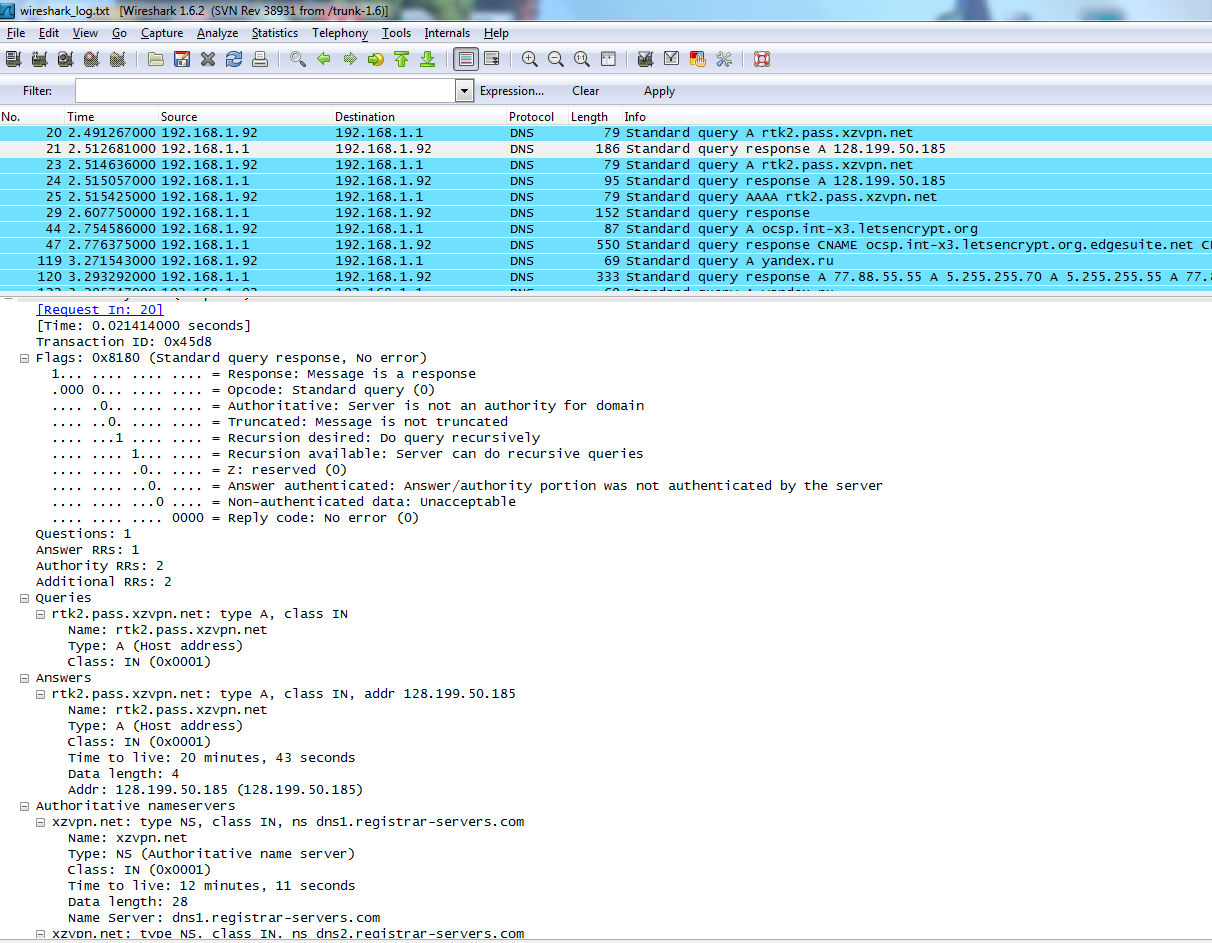 wireshark_log.txt [Wireshark 1.6.2 (SVN Rev 38931 from /trunk-1.6)]
File Edit View Go Capture Analyze Statistics Telephony Tools Internals Help
Filter: Expression... Clear Apply
No. Time Source Destination Protocol Length Info
20 2.491267000 192.168.1.92 192.168.1.1 DNS 79 Standard query A rtk2.pass.xzvpn.net
21 2.512681000 192.168.1.1 192.168.1.92 DNS 186 Standard query response A 128.199.50.185
23 2.514636000 192.168.1.92 192.168.1.1 DNS 79 Standard query A rtk2.pass.xzvpn.net
24 2.515057000 192.168.1.1 192.168.1.92 DNS 95 Standard query response A 128.199.50.185
25 2.515425000 192.168.1.92 192.168.1.1 DNS 79 Standard query AAAA rtk2.pass.xzvpn.net
29 2.607750000 192.168.1.1 192.168.1.92 DNS 152 Standard query response
44 2.754586000 192.168.1.92 192.168.1.1 DNS 87 Standard query A ocsp.int-x3.letsencrypt.org
47 2.776375000 192.168.1.1 192.168.1.92 DNS 550 Standard query response CNAME ocsp.int-x3.letsencrypt.org.edgesuite.net
119 3.271543000 192.168.1.92 192.168.1.1 DNS 69 Standard query A yandex.ru
120 3.293292000 192.168.1.1 192.168.1.92 DNS 333 Standard query response A 77.88.55.55 A 5.255.255.70 A 5.255.255.55 A 77.8
[Request In: 20]
[Time: 0.021414000 seconds]
Transaction ID: 0x45d8
Flags: 0x8180 (Standard query response, No error)
1... .... .... .... = Response: Message is a response
.000 0... .... .... = Opcode: Standard query (0)
.... .0.. .... .... = Authoritative: Server is not an authority for domain
.... ..0. .... .... = Truncated: Message is not truncated
.... ...1 .... .... = Recursion desired: Do query recursively
.... .... 1... .... = Recursion available: Server can do recursive queries
.... .... .0.. .... = Z: reserved (0)
.... .... ..0. .... = Answer authenticated: Answer/authority portion was not authenticated by the server
.... .... ...0 .... = Non-authenticated data: Unacceptable
.... .... .... 0000 = Reply code: No error (0)
Questions: 1
Answer RRs: 1
Authority RRs: 2
Additional RRs: 2
Queries
rtk2.pass.xzvpn.net: type A, class IN
Name: rtk2.pass.xzvpn.net
Type: A (Host address)
Class: IN (0x0001)
Answers
rtk2.pass.xzvpn.net: type A, class IN, addr 128.199.50.185
Name: rtk2.pass.xzvpn.net
Type: A (Host address)
Class: IN (0x0001)
Time to live: 20 minutes, 43 seconds
Data length: 4
Addr: 128.199.50.185 (128.199.50.185)
Authoritative nameservers
xzvpn.net: type NS, class IN, ns dns1.registrar-servers.com
Name: xzvpn.net
Type: NS (Authoritative name server)
Class: IN (0x0001)
Time to live: 12 minutes, 11 seconds
Data length: 28
Name Server: dns1.registrar-servers.com
xzvpn.net: type NS, class IN, ns dns2.registrar-servers.com